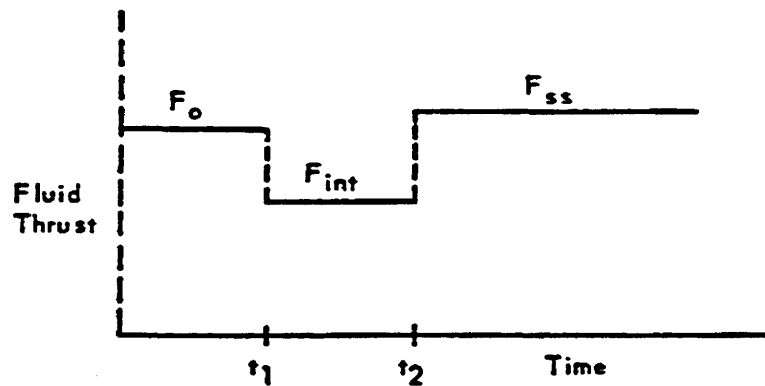 F₀
F_ss
F_int
Fluid
Thrust
t₁
t₂
Time